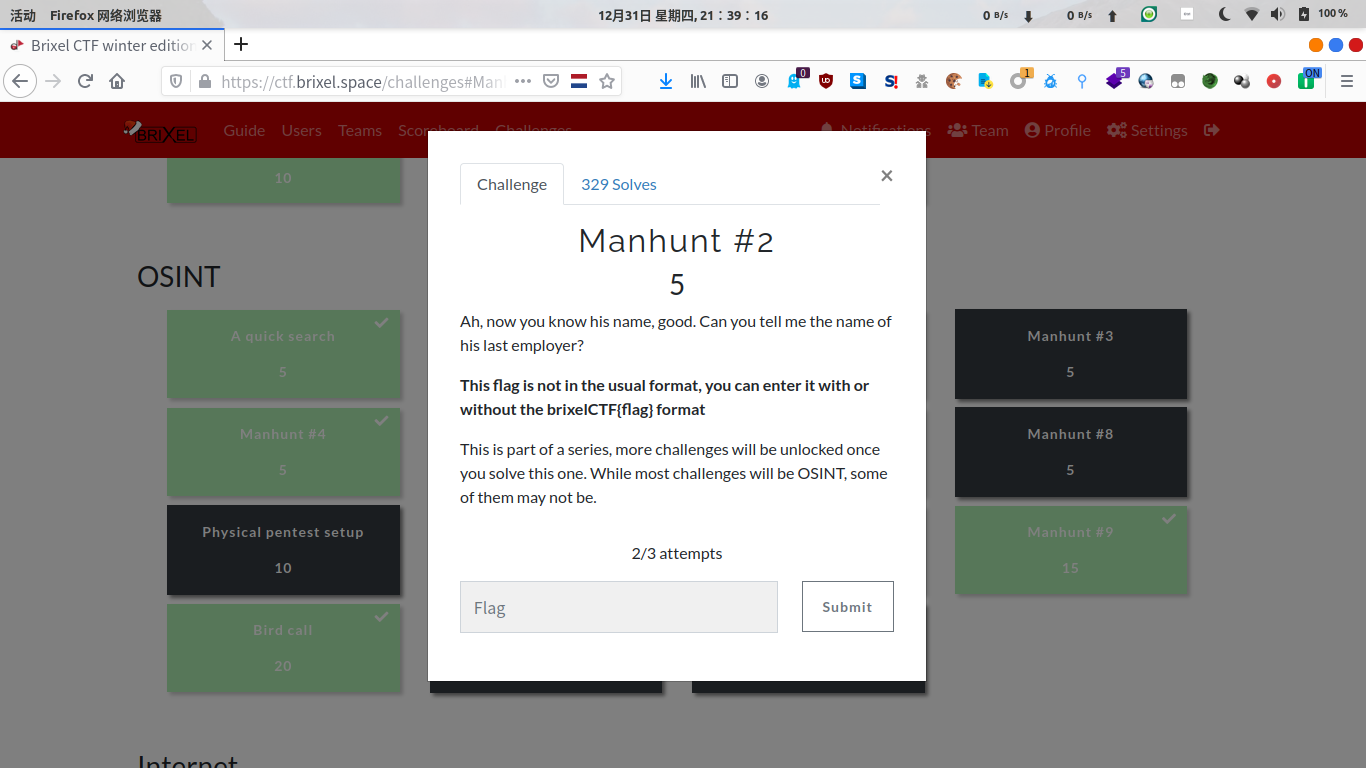 活动 Firefox 网络浏览器 12月31日 星期四, 21：39：16 0 B/s 0 B/s 100 %
Brixel CTF winter edition
https://ctf.brixel.space/challenges#Man
0 1 5 ON
BRIXEL Guide Users Teams Scoreboard Challenges Notifications Team Profile Settings
10
Challenge
329 Solves
×
Manhunt #2
5
Ah, now you know his name, good. Can you tell me the name of
his last employer?
This flag is not in the usual format, you can enter it with or
without the brixelCTF{flag} format
This is part of a series, more challenges will be unlocked once
you solve this one. While most challenges will be OSINT, some
of them may not be.
2/3 attempts
Flag
Submit
OSINT
A quick search
5
Manhunt #3
5
Manhunt #4
5
Manhunt #8
5
Physical pentest setup
10
Manhunt #9
15
Bird call
20
Internet